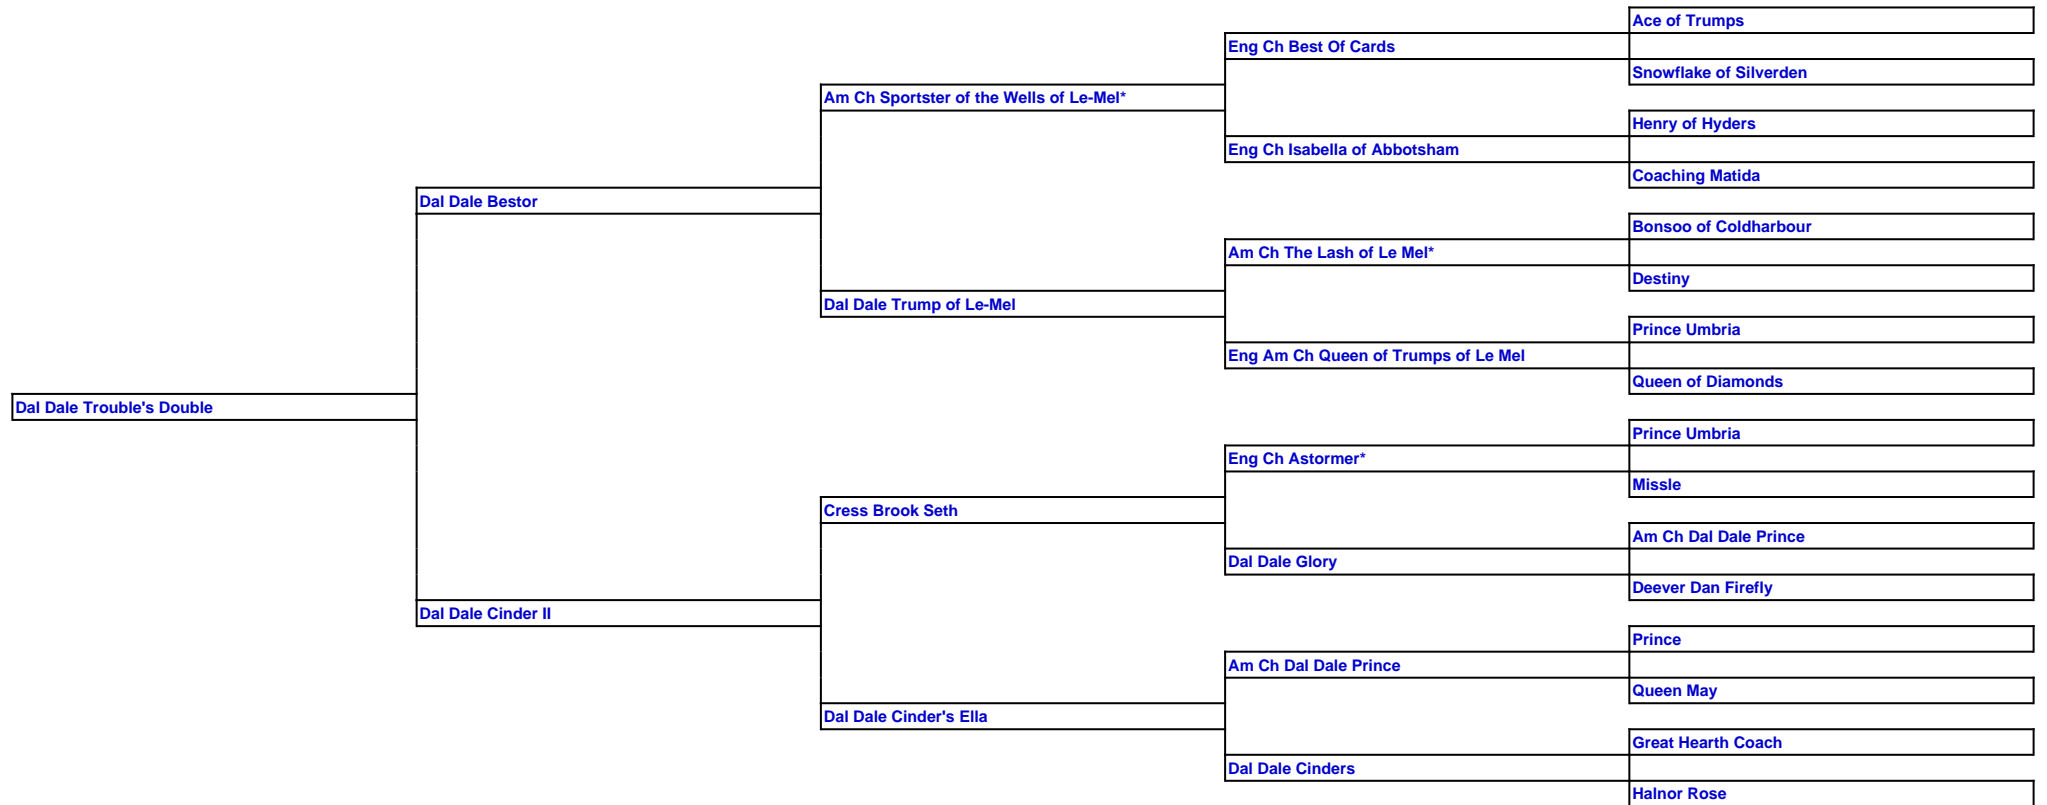 Ace of Trumps
Eng Ch Best Of Cards
Snowflake of Silverden
Am Ch Sportster of the Wells of Le-Mel*
Henry of Hyders
Eng Ch Isabella of Abbotsham
Coaching Matida
Dal Dale Bestor
Bonsoo of Coldharbour
Am Ch The Lash of Le Mel*
Destiny
Dal Dale Trump of Le-Mel
Prince Umbria
Eng Am Ch Queen of Trumps of Le Mel
Queen of Diamonds
Dal Dale Trouble's Double
Prince Umbria
Eng Ch Astormer*
Missle
Cress Brook Seth
Am Ch Dal Dale Prince
Dal Dale Glory
Deever Dan Firefly
Dal Dale Cinder II
Prince
Am Ch Dal Dale Prince
Queen May
Dal Dale Cinder's Ella
Great Hearth Coach
Dal Dale Cinders
Halnor Rose